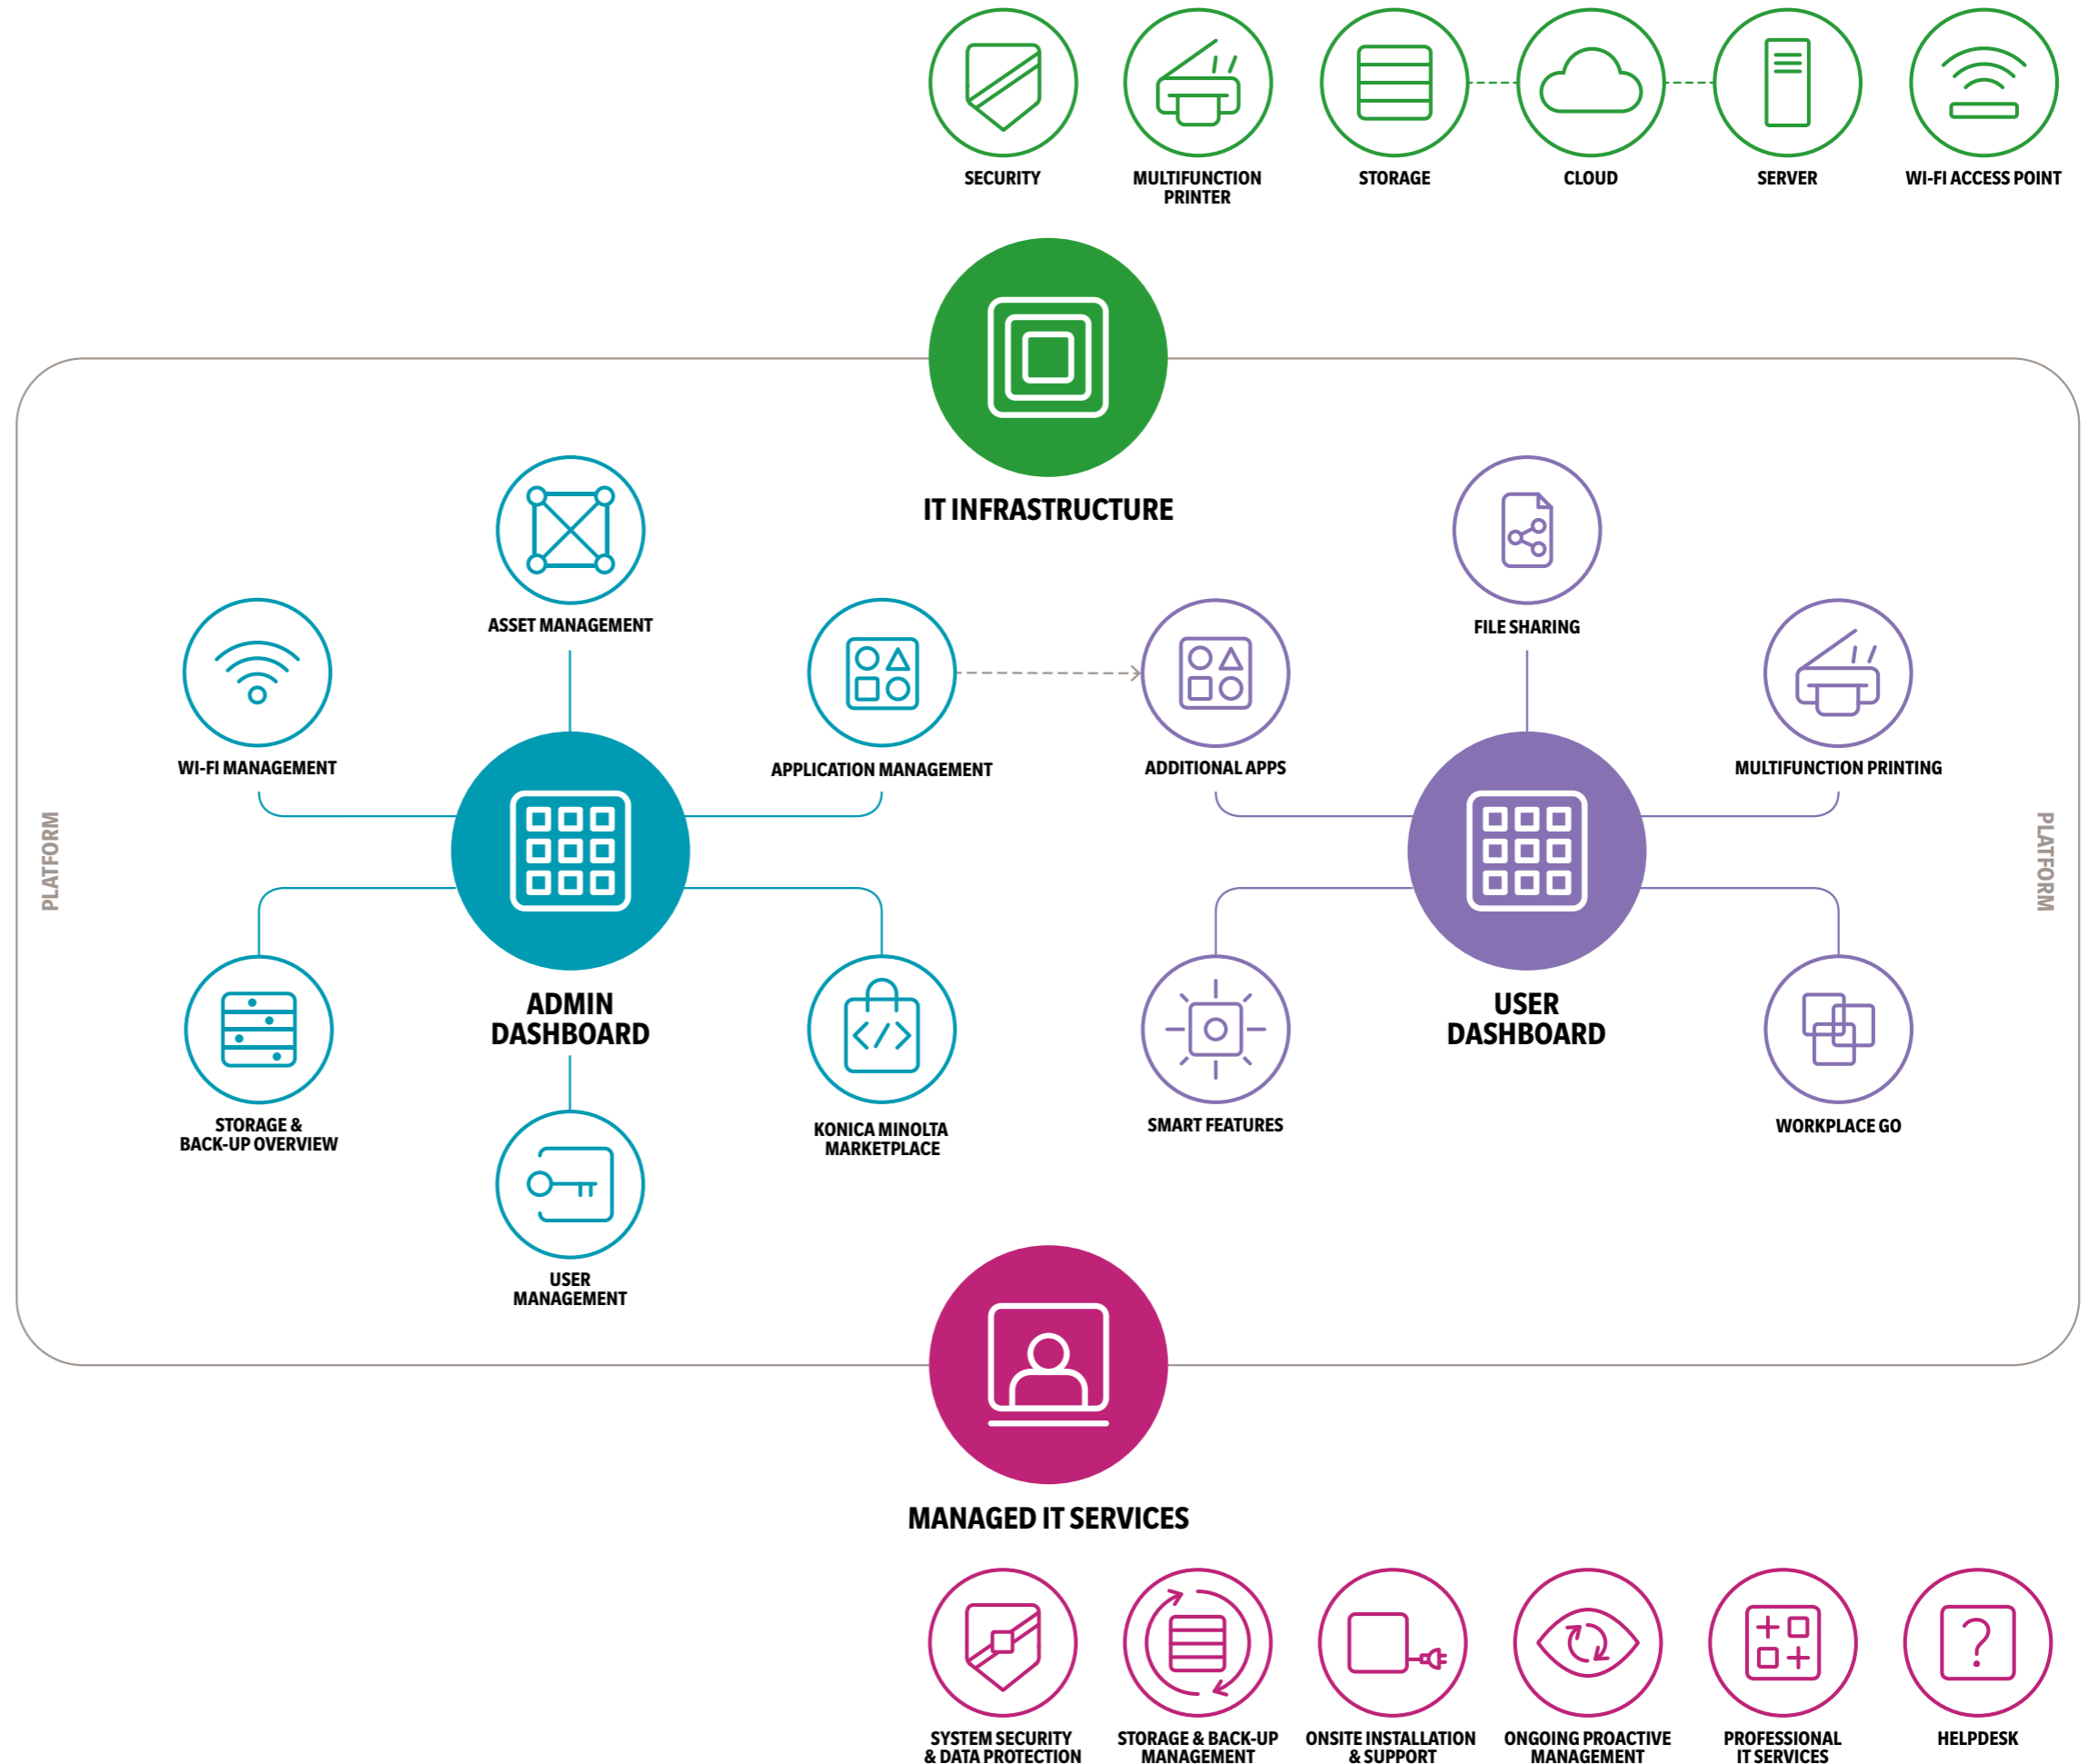 SECURITY
MULTIFUNCTION
PRINTER
STORAGE
CLOUD
SERVER
WI-FI ACCESS POINT
IT INFRASTRUCTURE
ASSET MANAGEMENT
FILE SHARING
WI-FI MANAGEMENT
APPLICATION MANAGEMENT
ADDITIONAL APPS
MULTIFUNCTION PRINTING
PLATFORM
PLATFORM
ADMIN
DASHBOARD
USER
DASHBOARD
STORAGE &
BACK-UP OVERVIEW
KONICA MINOLTA
MARKETPLACE
SMART FEATURES
WORKPLACE GO
USER
MANAGEMENT
MANAGED IT SERVICES
SYSTEM SECURITY
& DATA PROTECTION
STORAGE & BACK-UP
MANAGEMENT
ONSITE INSTALLATION
& SUPPORT
ONGOING PROACTIVE
MANAGEMENT
PROFESSIONAL
IT SERVICES
HELPDESK